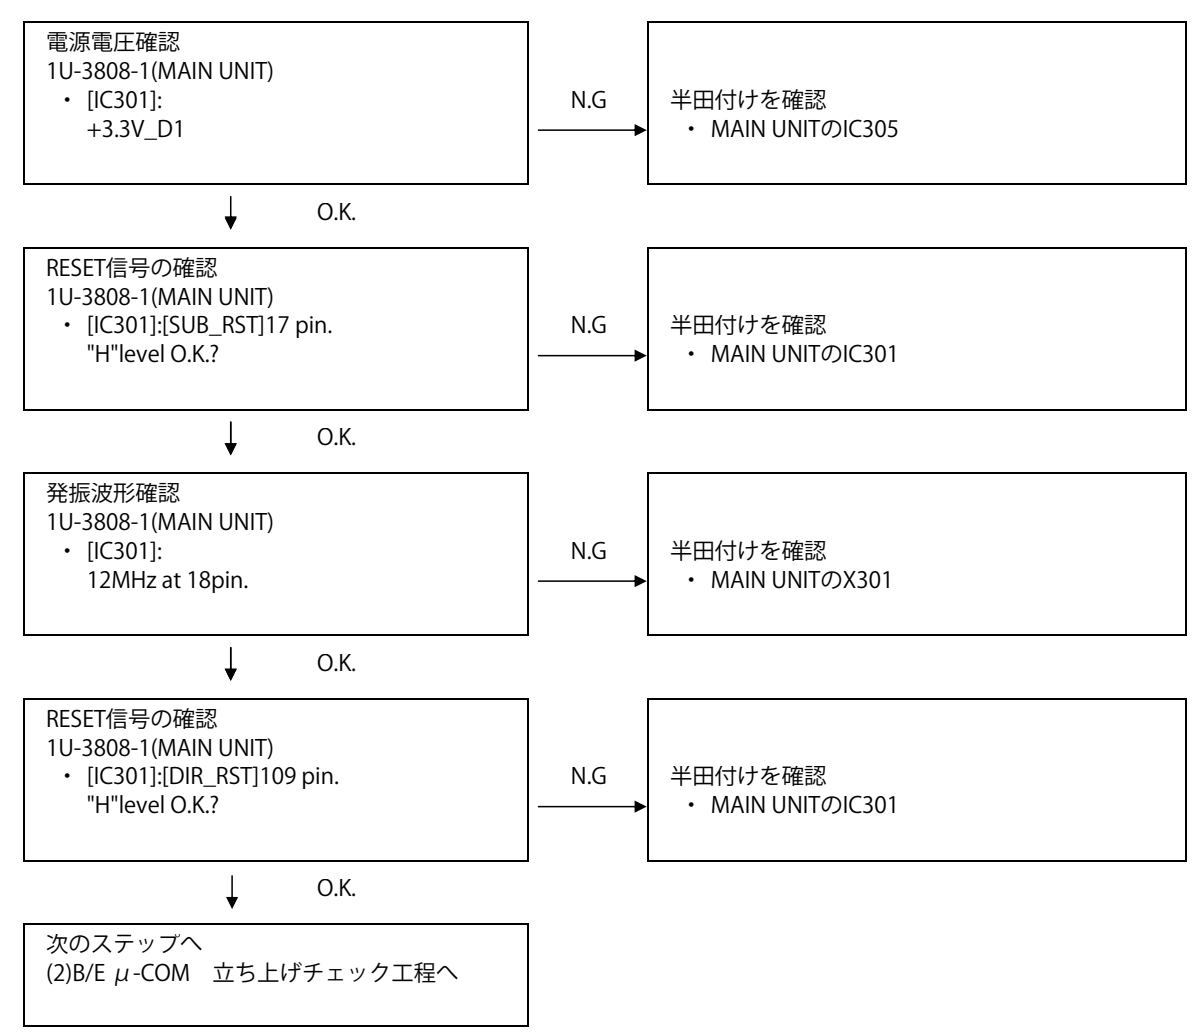 電源電圧確認
1U-3808-1(MAIN UNIT)
・ [IC301]:
+3.3V_D1
N.G
半田付けを確認
・ MAIN UNITのIC305
O.K.
RESET信号の確認
1U-3808-1(MAIN UNIT)
・ [IC301]:[SUB_RST]17 pin.
"H"level O.K.?
N.G
半田付けを確認
・ MAIN UNITのIC301
O.K.
発振波形確認
1U-3808-1(MAIN UNIT)
・ [IC301]:
12MHz at 18pin.
N.G
半田付けを確認
・ MAIN UNITのX301
O.K.
RESET信号の確認
1U-3808-1(MAIN UNIT)
・ [IC301]:[DIR_RST]109 pin.
"H"level O.K.?
N.G
半田付けを確認
・ MAIN UNITのIC301
O.K.
次のステップへ
(2)B/E μ-COM　立ち上げチェック工程へ